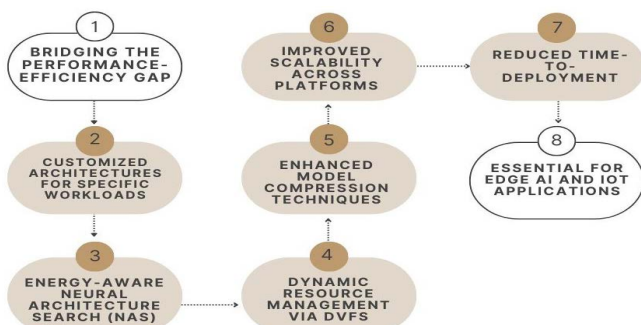 1
BRIDGING THE
PERFORMANCE-
EFFICIENCY GAP
2
CUSTOMIZED
ARCHITECTURES
FOR SPECIFIC
WORKLOADS
3
ENERGY-AWARE
NEURAL
ARCHITECTURE
SEARCH (NAS)
4
DYNAMIC
RESOURCE
MANAGEMENT
VIA DVFS
5
ENHANCED
MODEL
COMPRESSION
TECHNIQUES
6
IMPROVED
SCALABILITY
ACROSS
PLATFORMS
7
REDUCED TIME-
TO-
DEPLOYMENT
8
ESSENTIAL FOR
EDGE AI AND IOT
APPLICATIONS